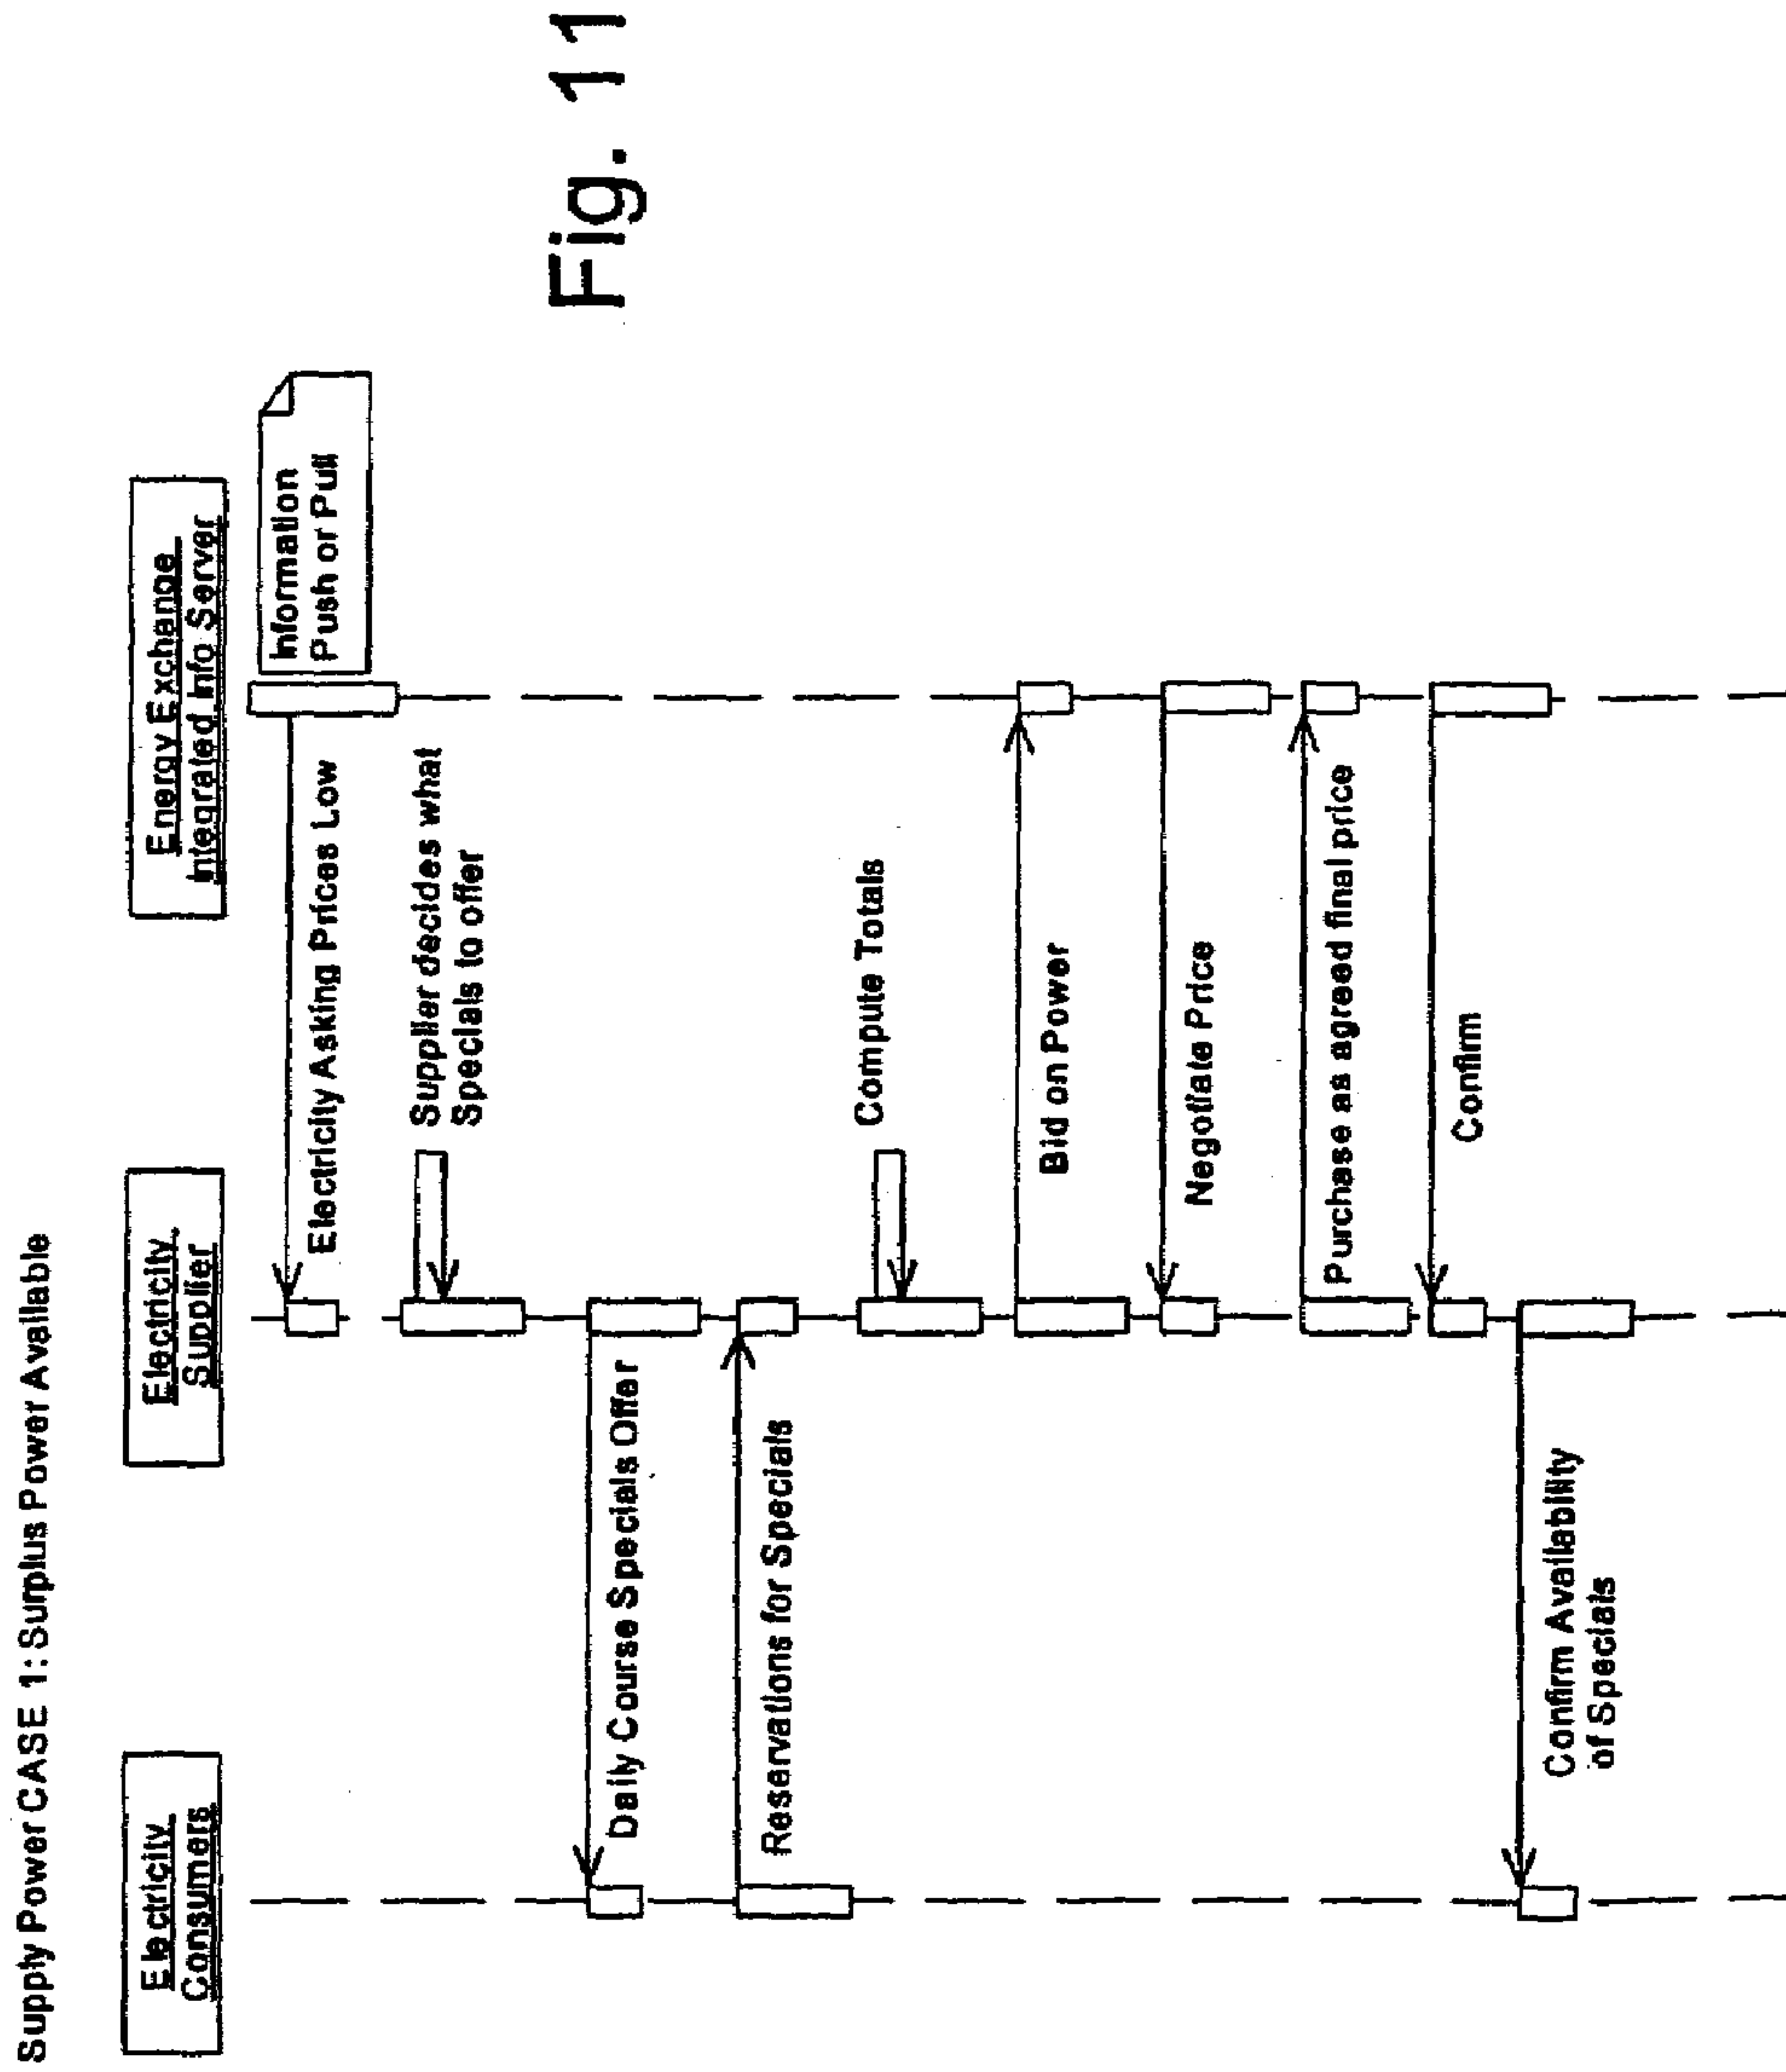 Supply Power CASE 1: Surplus Power Available
Electricity
Consumers
Electricity
Supplier
Energy Exchange
Integrated Info Server
Information
Push or Pull
Electricity Asking Prices Low
Supplier decides what
Specials to offer
Daily Course Specials Offer
Reservations for Specials
Compute Totals
Bid on Power
Negotiate Price
Purchase as agreed final price
Confirm
Confirm Availability
of Specials
Fig. 11